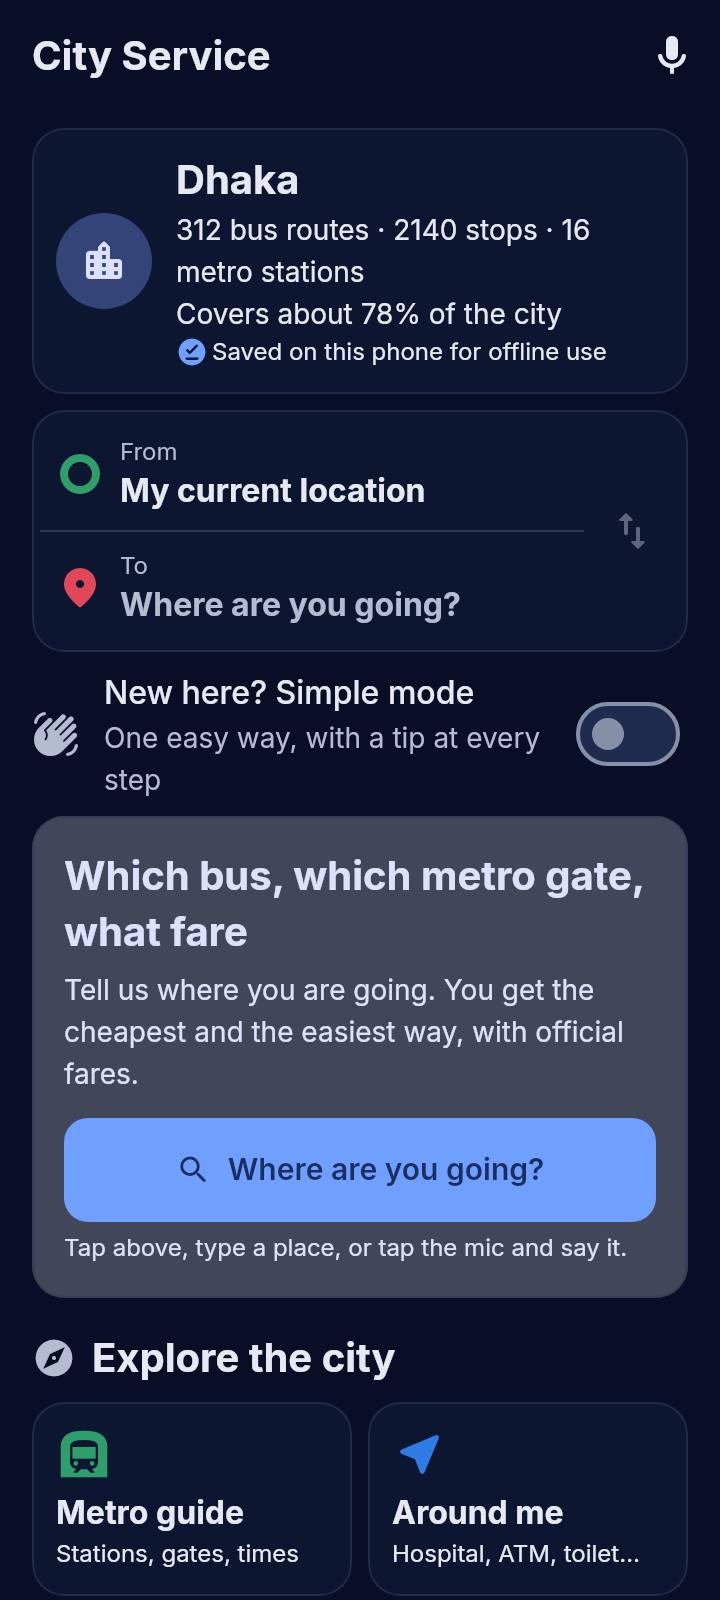 City Service
Dhaka
312 bus routes · 2140 stops · 16
metro stations
Covers about 78% of the city
Saved on this phone for offline use
From
My current location
To
Where are you going?
New here? Simple mode
One easy way, with a tip at every
step
Which bus, which metro gate,
what fare
Tell us where you are going. You get the
cheapest and the easiest way, with official
fares.
Where are you going?
Tap above, type a place, or tap the mic and say it.
Explore the city
Metro guide
Stations, gates, times
Around me
Hospital, ATM, toilet...